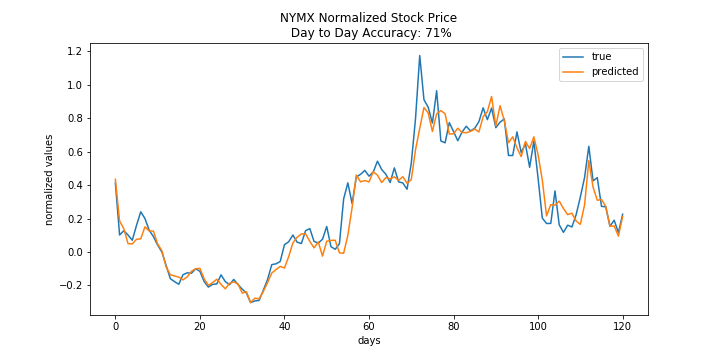 NYMX Normalized Stock Price
Day to Day Accuracy: 71%
true
predicted
normalized values
1.2
1.0
0.8
0.6
0.4
0.2
0.0
−0.2
0
20
40
60
80
100
120
days